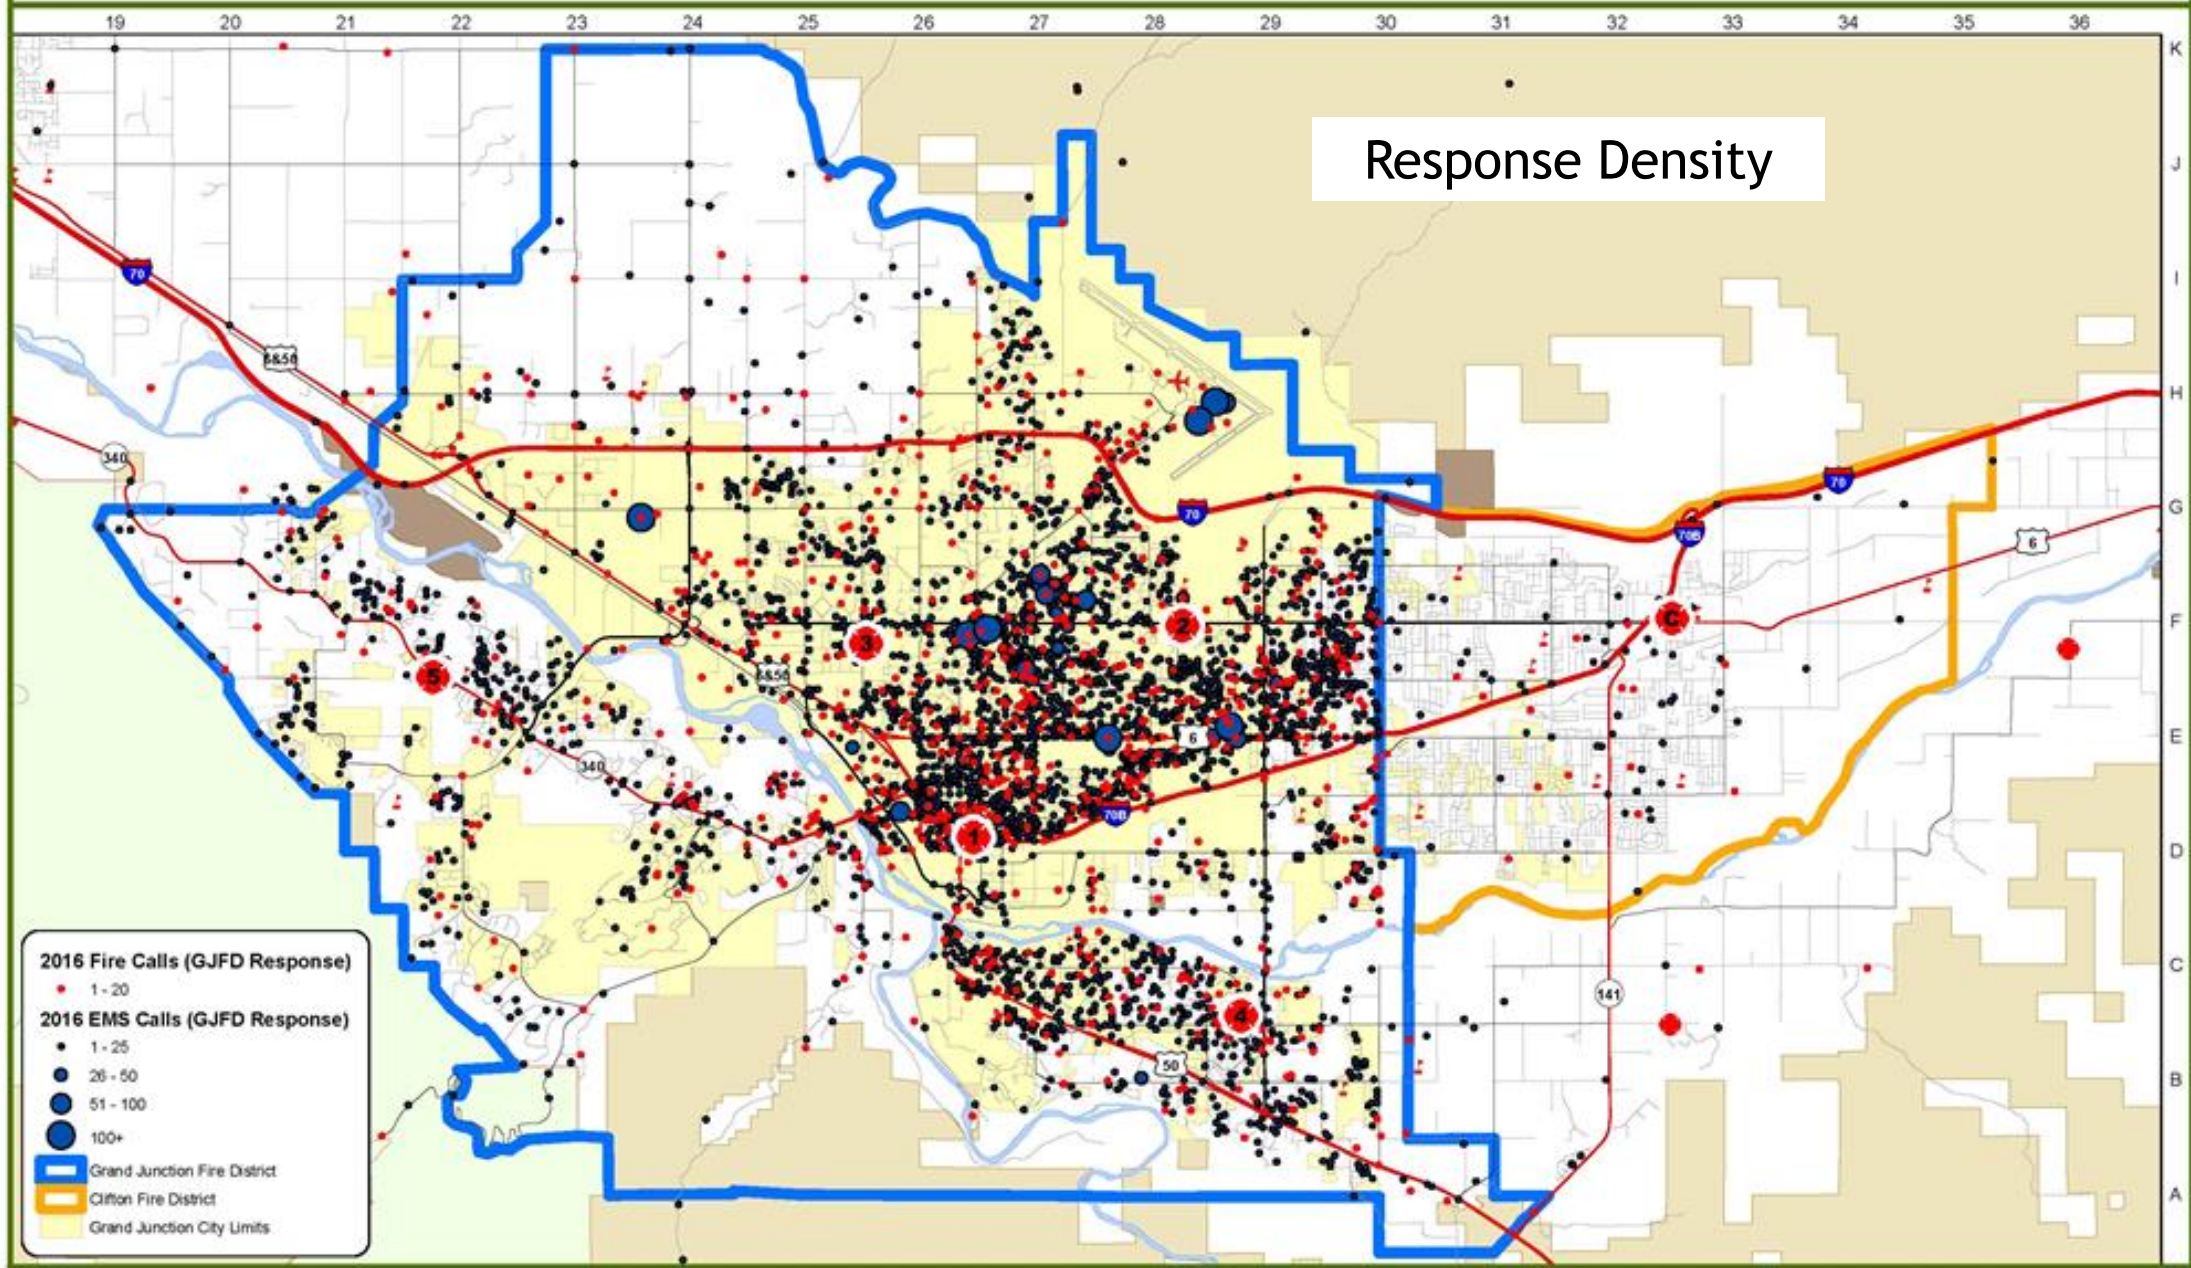 19 20 21 22 23 24 25 26 27 28 29 30 31 32 33 34 35 36
K
Response Density
J
70
I
6&50
H
340
70
G
70
70B
6
F
3
2
C
5
6&50
E
6
340
70B
1
D
C
141
4
50
B
A
2016 Fire Calls (GJFD Response)
1 - 20
2016 EMS Calls (GJFD Response)
1 - 25
26 - 50
51 - 100
100+
Grand Junction Fire District
Clifton Fire District
Grand Junction City Limits